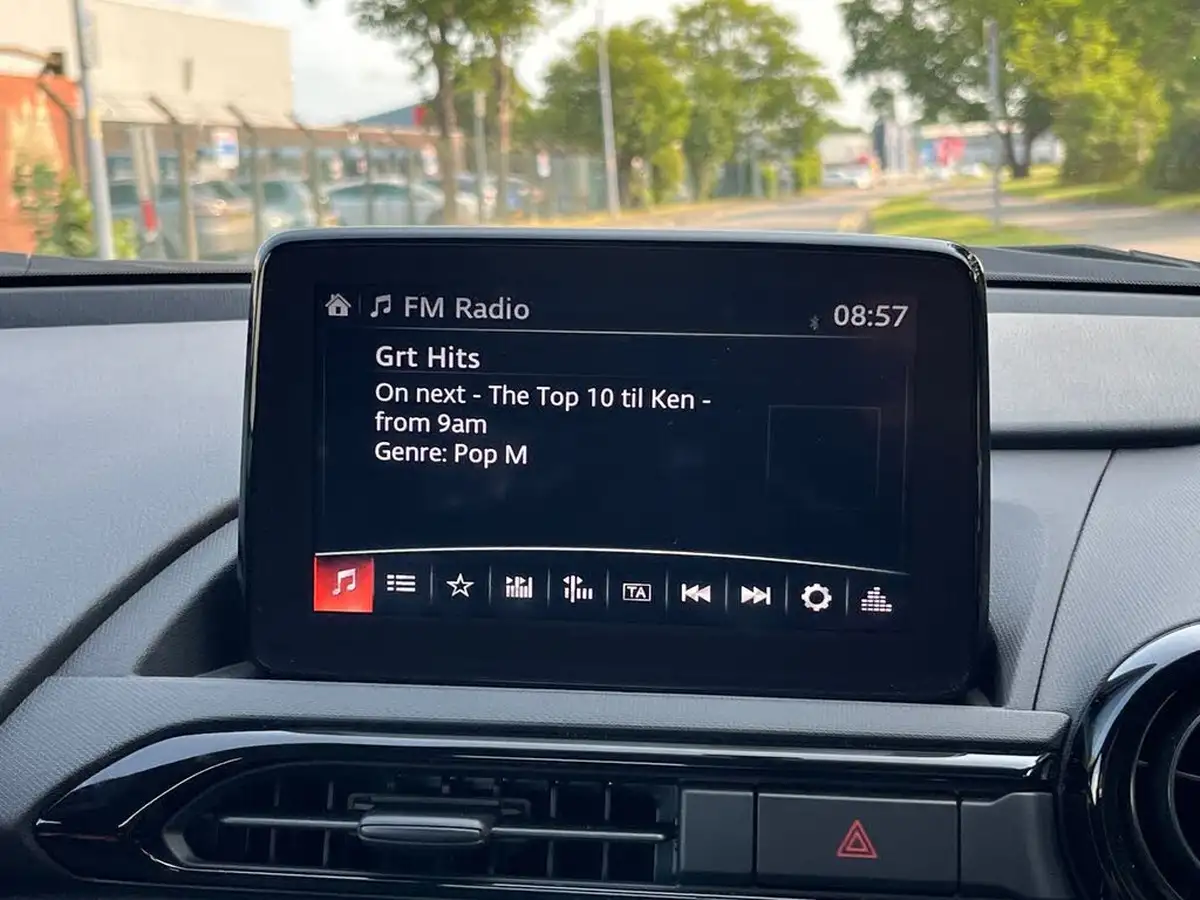 FM Radio
08:57
Grt Hits
On next - The Top 10 til Ken -
from 9am
Genre: Pop M
TA